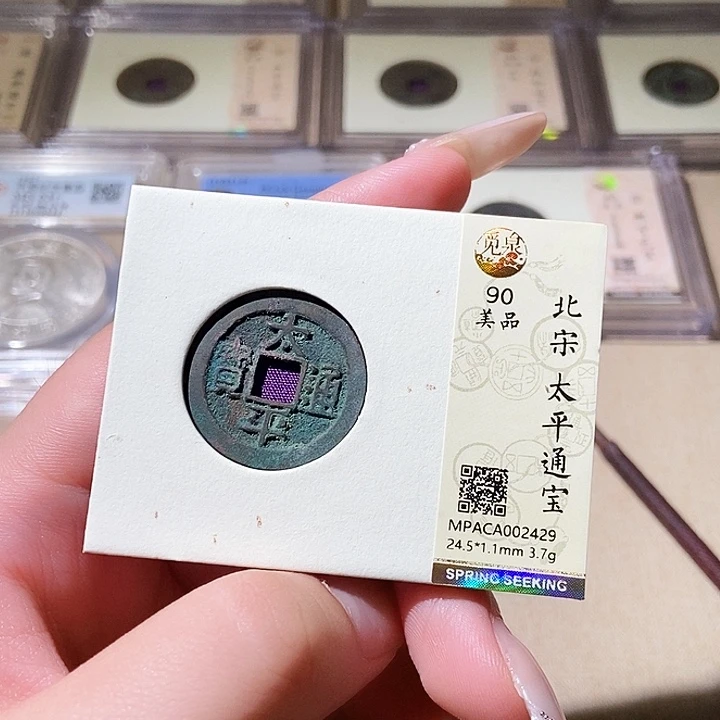 太平通寳
觅泉
90
美品
北宋 太平通宝
MPACA002429
24.5*1.1mm 3.7g
SPRING SEEKING